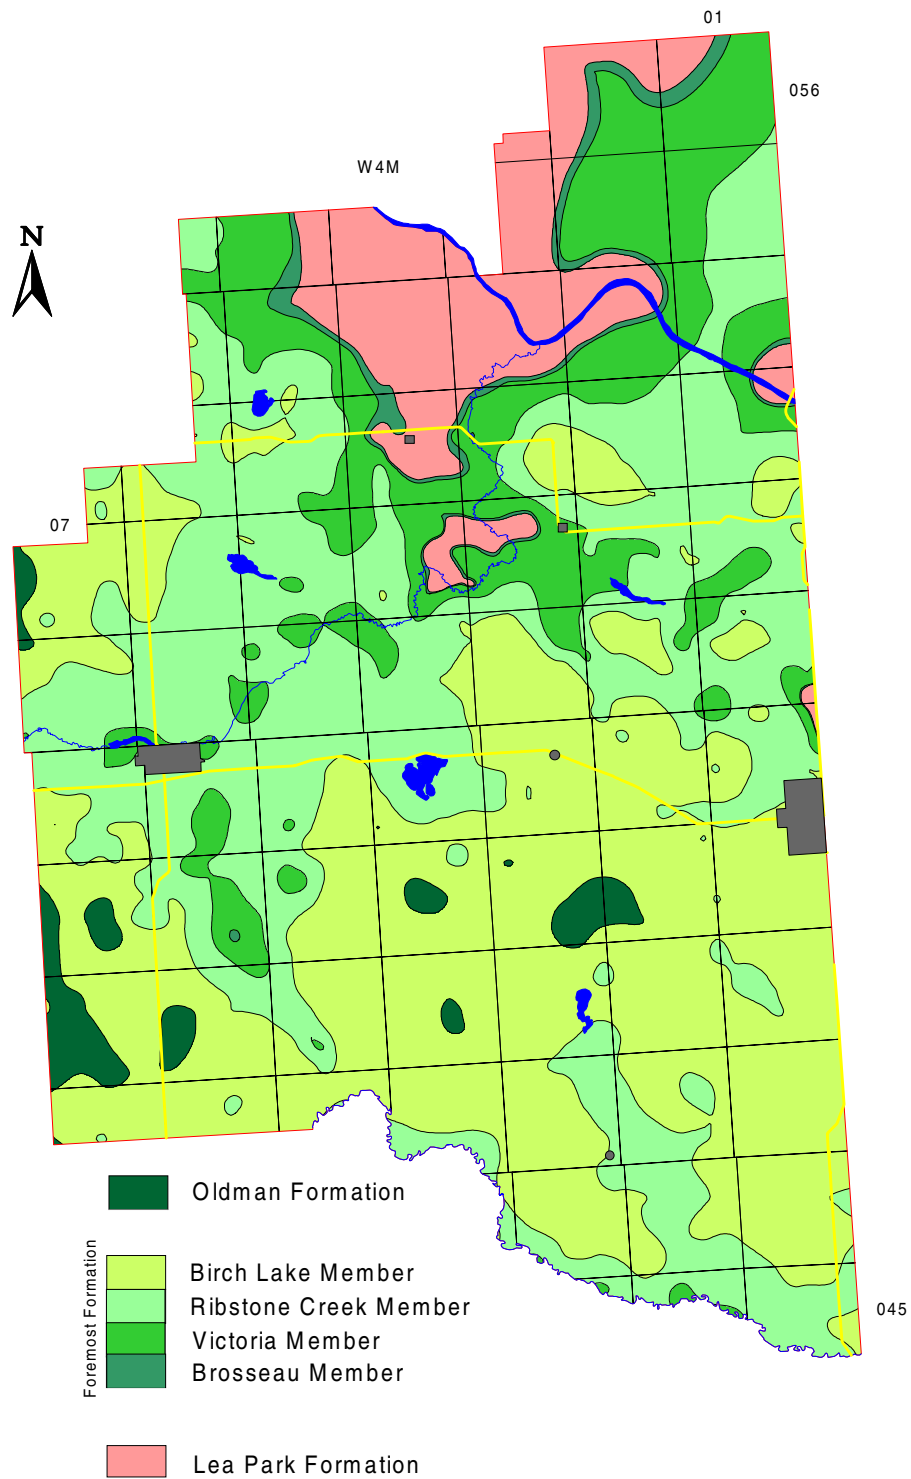 01
056
W4M
N
07
Oldman Formation
Foremost Formation
Birch Lake Member
Ribstone Creek Member
Victoria Member
Brosseau Member
045
Lea Park Formation